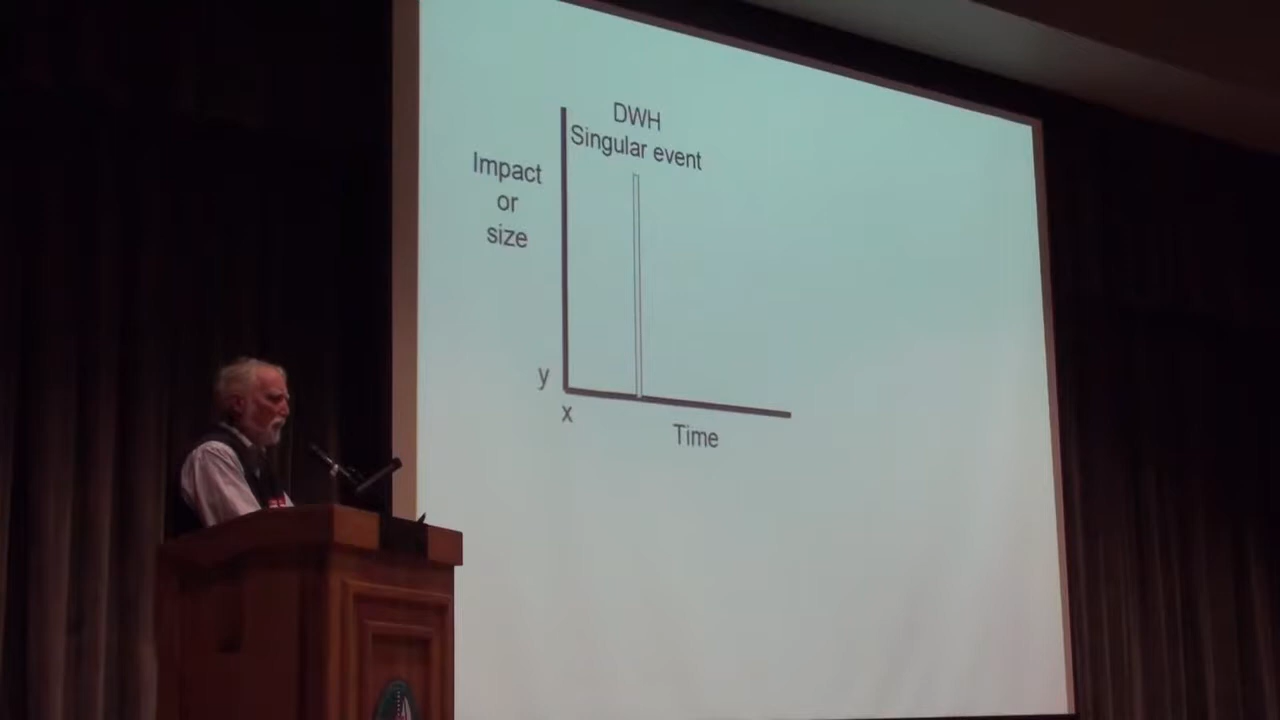 DWH
Singular event
Impact
or
size
y
x
Time